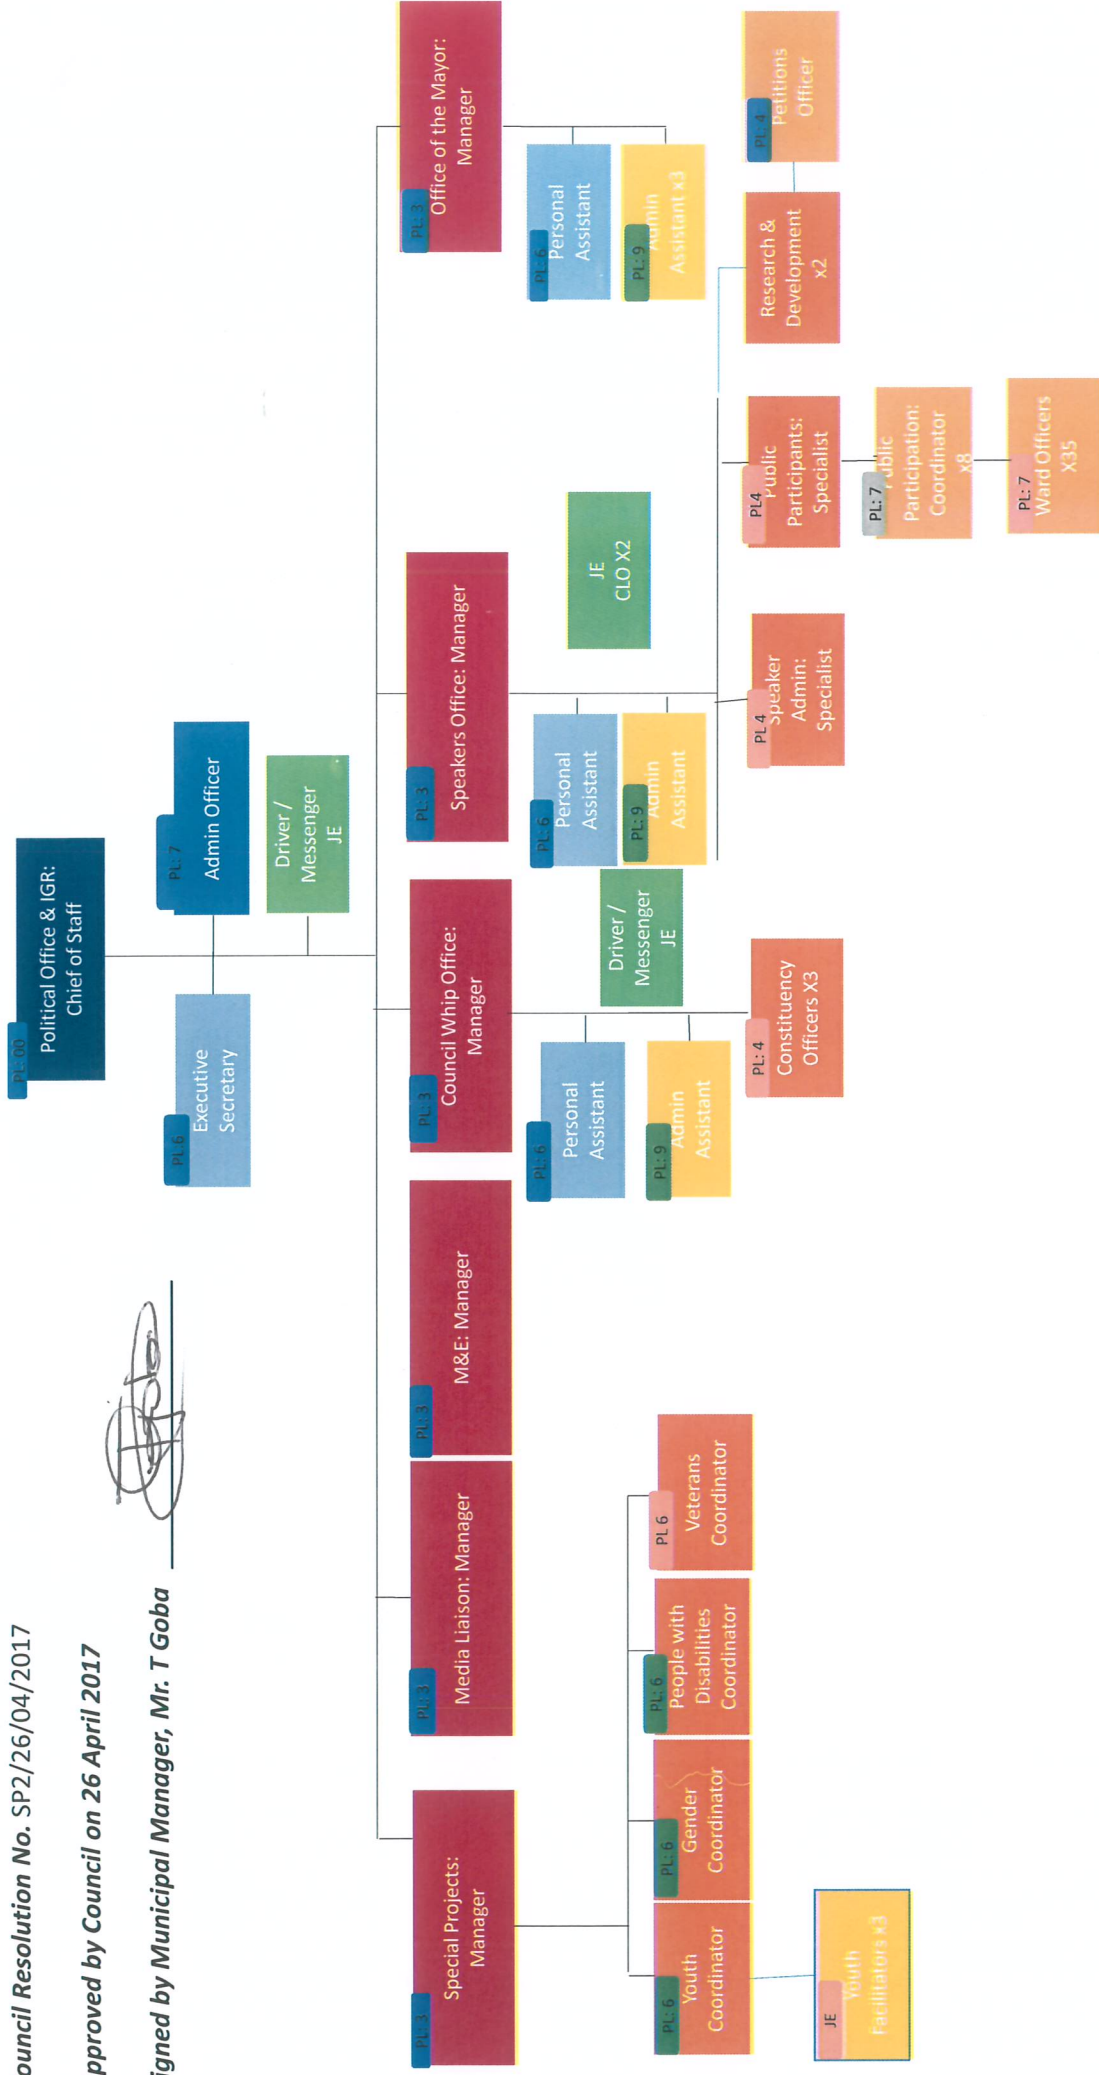 ouncil Resolution No. SP2/26/04/2017
pproved by Council on 26 April 2017
igned by Municipal Manager, Mr. T Goba
PL: 00
Political Office & IGR:
Chief of Staff
PL:6
Executive
Secretary
PL: 7
Admin Officer
Driver /
Messenger
JE
PL: 3
Special Projects:
Manager
PL: 3
Media Liaison: Manager
PL: 3
M&E: Manager
PL: 3
Council Whip Office:
Manager
PL: 3
Speakers Office: Manager
PL: 3
Office of the Mayor:
Manager
PL: 6
Personal
Assistant
PL: 9
Admin
Assistant
Driver /
Messenger
JE
PL: 6
Personal
Assistant
PL: 9
Admin
Assistant
JE
CLO X2
PL: 6
Personal
Assistant
PL: 9
Admin
Assistant x3
PL: 6
Youth
Coordinator
PL: 6
Gender
Coordinator
PL: 6
People with
Disabilities
Coordinator
PL 6
Veterans
Coordinator
PL: 4
Constituency
Officers X3
PL 4
Speaker
Admin:
Specialist
PL4
Public
Participants:
Specialist
Research &
Development
x2
PL: 4
Petitions
Officer
JE
Youth
Facilitators x3
PL: 7
Public
Participation:
Coordinator
x8
PL: 7
Ward Officers
X35